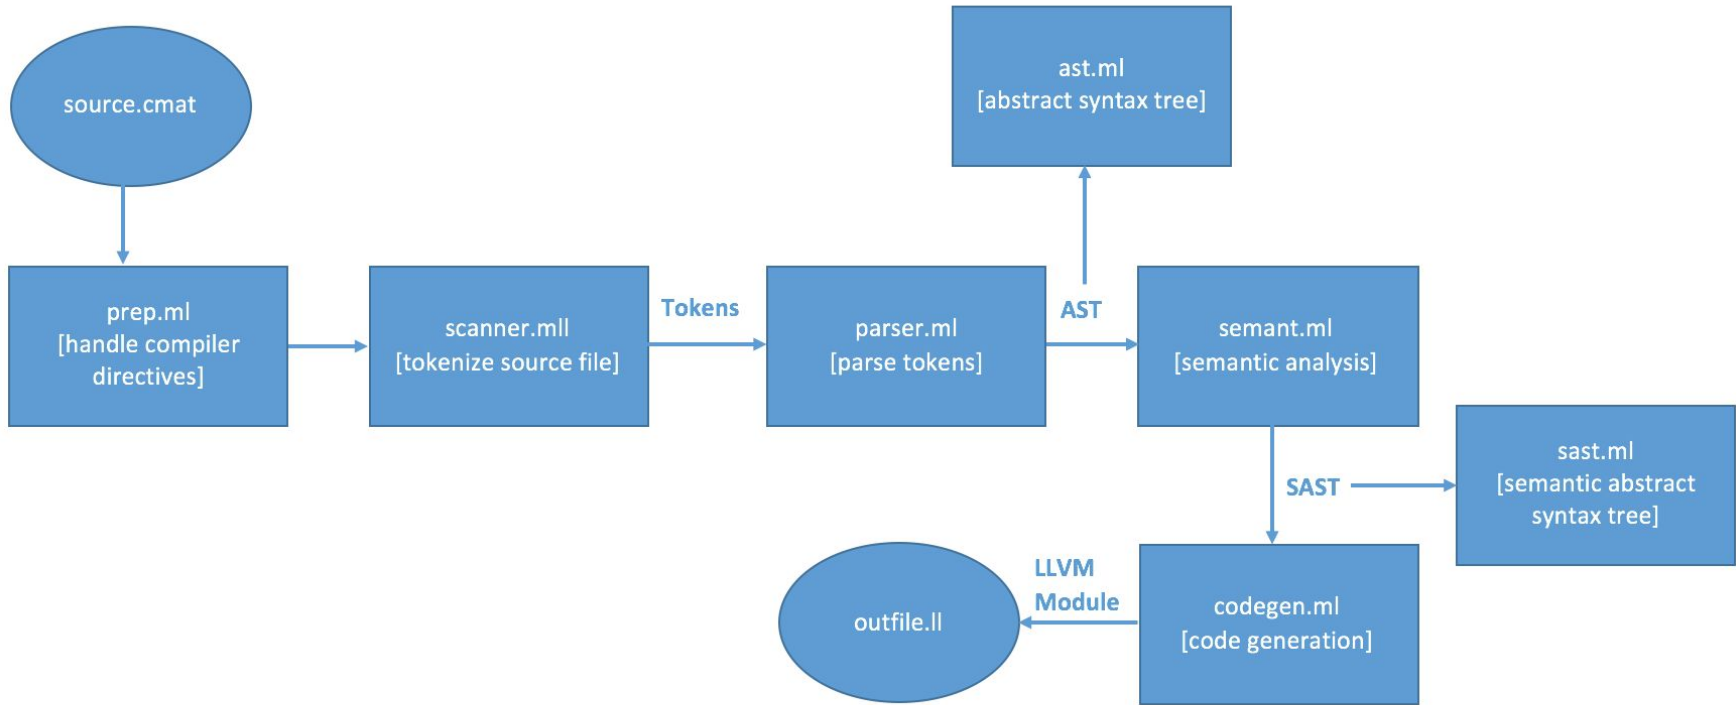 source.cmat
ast.ml
[abstract syntax tree]
prep.ml
[handle compiler
directives]
scanner.mll
[tokenize source file]
Tokens
parser.ml
[parse tokens]
AST
semant.ml
[semantic analysis]
SAST
sast.ml
[semantic abstract
syntax tree]
outfile.ll
LLVM
Module
codegen.ml
[code generation]